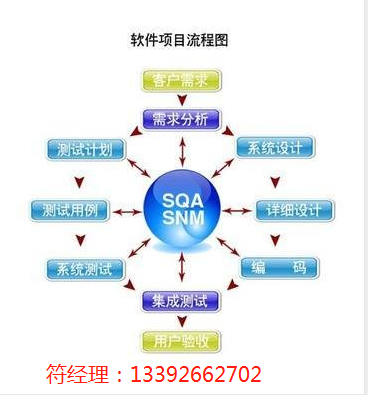 软件项目流程图
客户需求
需求分析
测试计划
系统设计
测试用例
SQA
SNM
详细设计
系统测试
编 码
集成测试
用户验收
符经理：13392662702